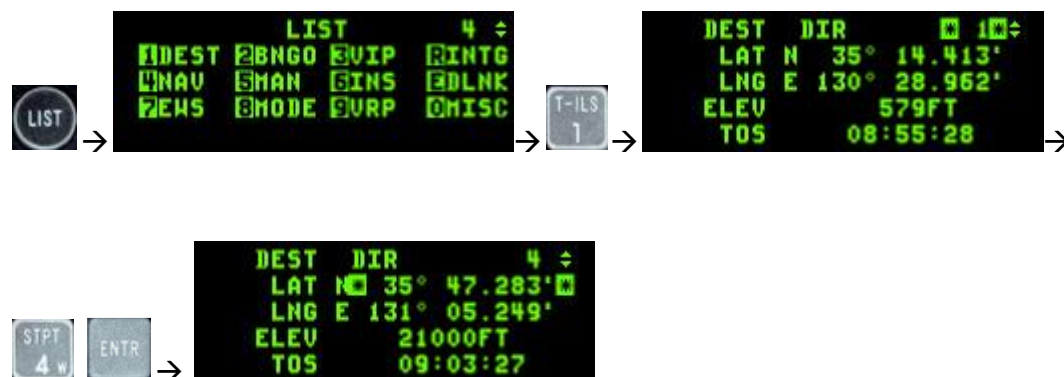 LIST
→
LIST 4 ÷
1DEST 2BNGO 3VIP RINTG
4NAV 5MAN 6INS EDLNK
7EWS 8MODE 9VRP 0MISC
→
T-ILS
1
→
DEST DIR * 1*
LAT N 35° 14.413'
LNG E 130° 28.962'
ELEV 579FT
TOS 08:55:28
→
STPT
4 W
ENTR
→
DEST DIR 4
LAT N* 35° 47.283'*
LNG E 131° 05.249'
ELEV 21000FT
TOS 09:03:27